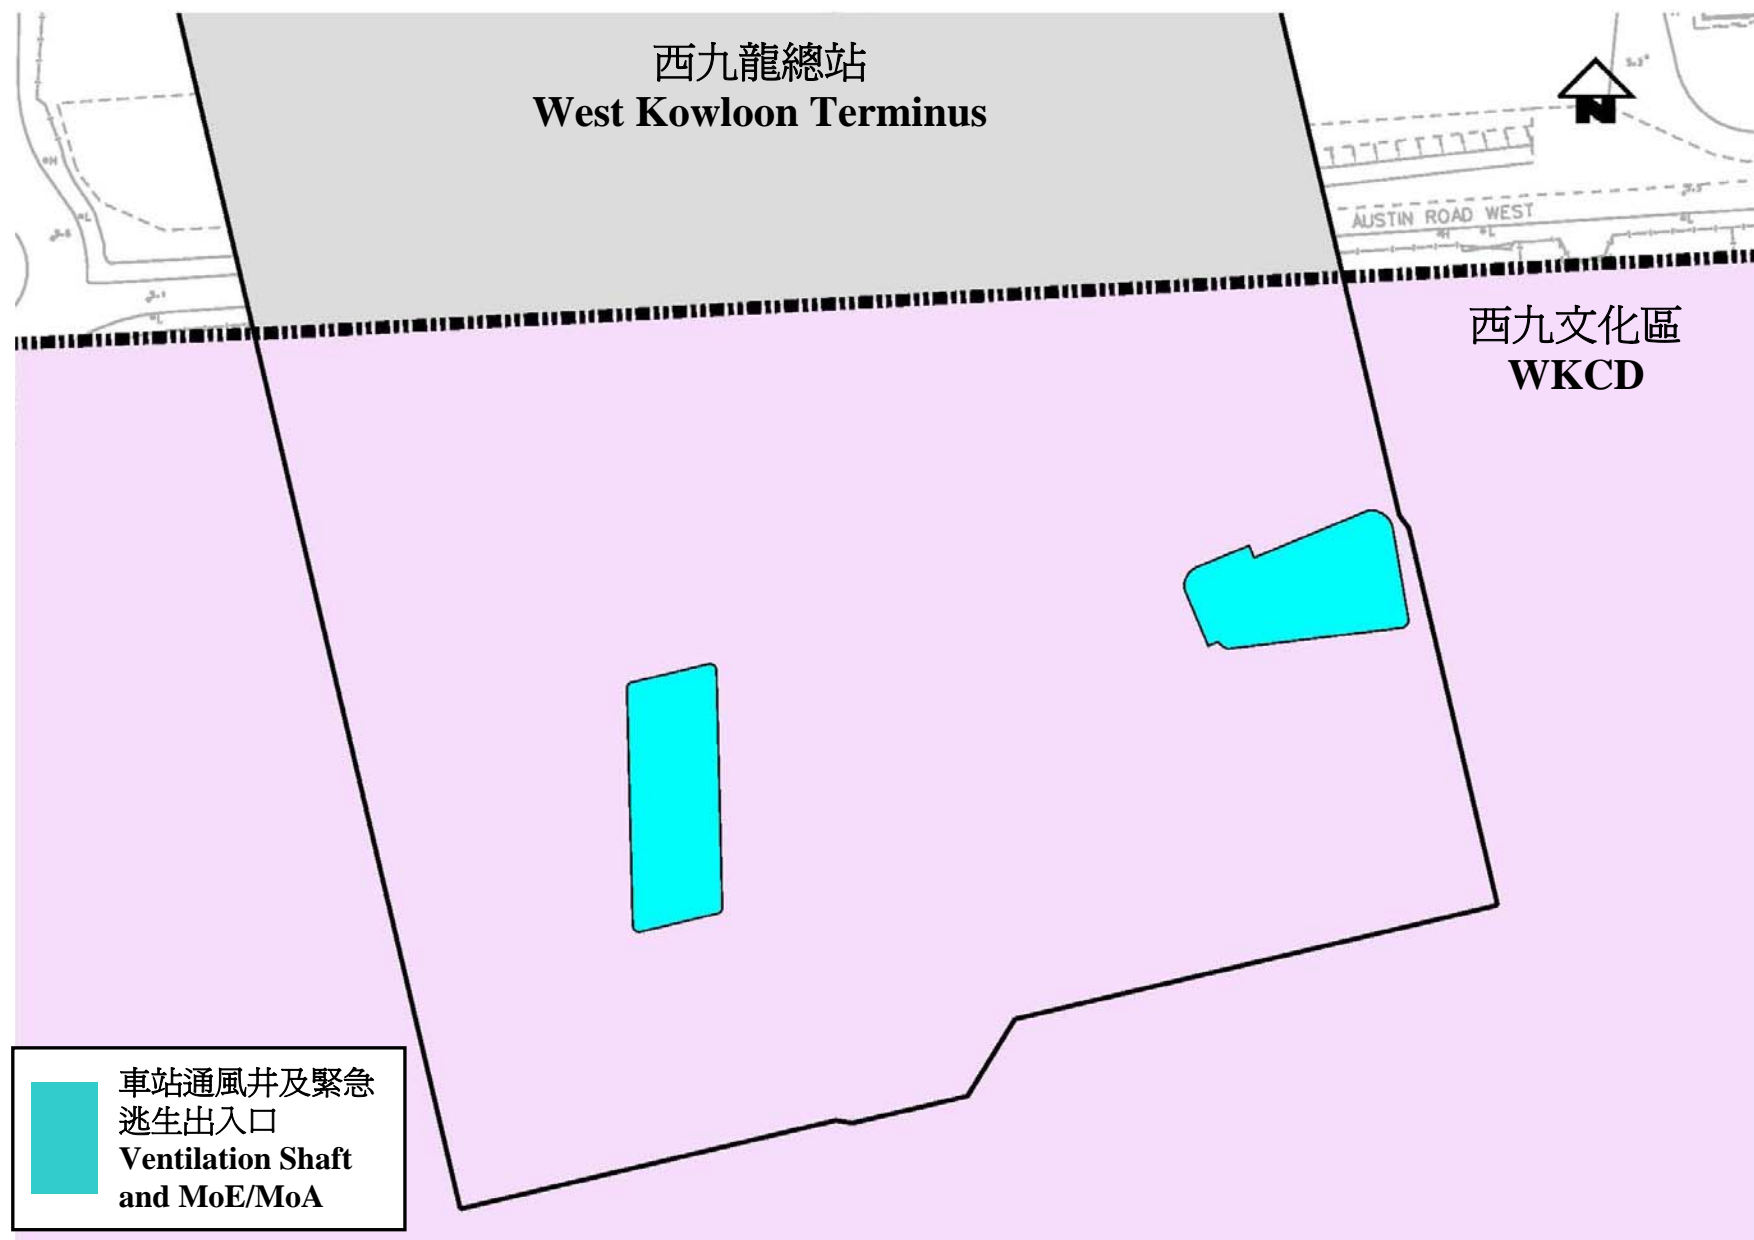 西九龍總站
West Kowloon Terminus
N
AUSTIN ROAD WEST
西九文化區
WKCD
車站通風井及緊急
逃生出入口
Ventilation Shaft
and MoE/MoA